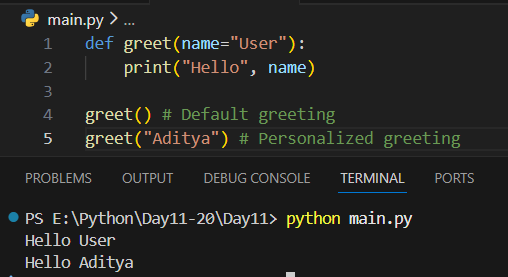 main.py > ...
1 def greet(name="User"):
2     print("Hello", name)
3
4 greet() # Default greeting
5 greet("Aditya") # Personalized greeting
PROBLEMS OUTPUT DEBUG CONSOLE TERMINAL PORTS
PS E:\Python\Day11-20\Day11> python main.py
Hello User
Hello Aditya